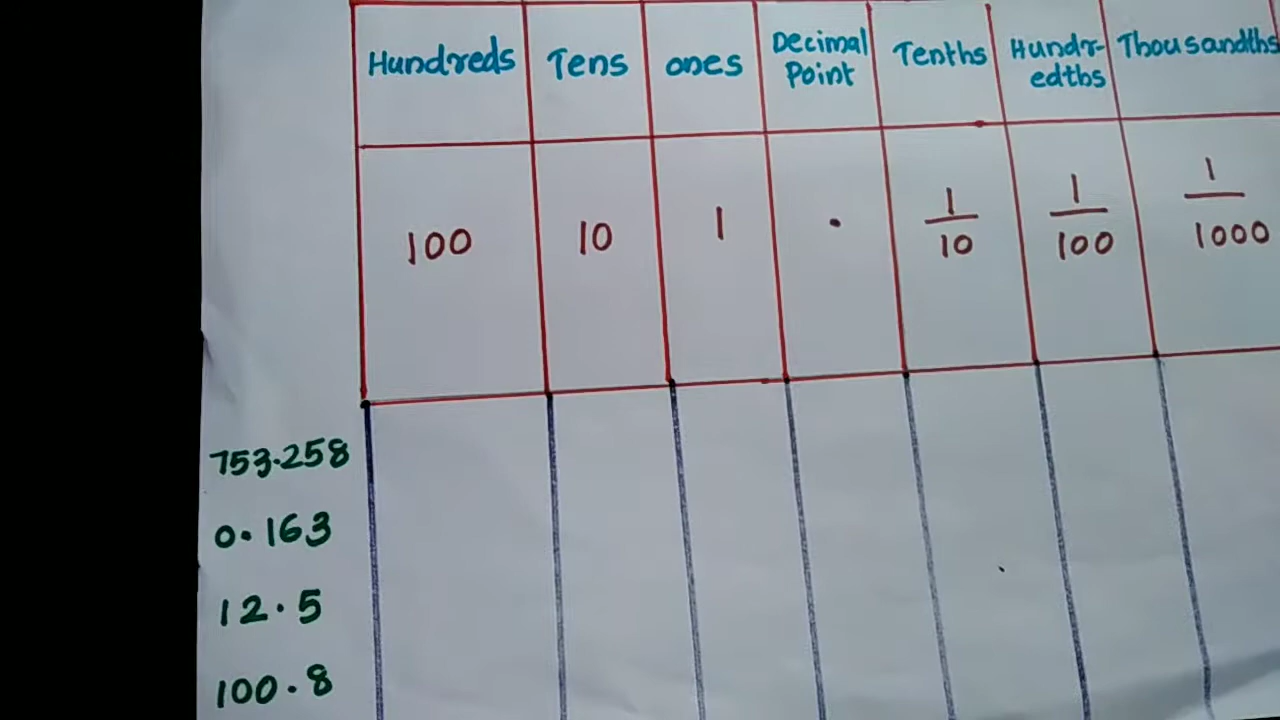 Hundreds Tens ones Decimal Point Tenths Hundr-edths Thousandths
100 10 1 . 1/10 1/100 1/1000
753.258
0.163
12.5
100.8